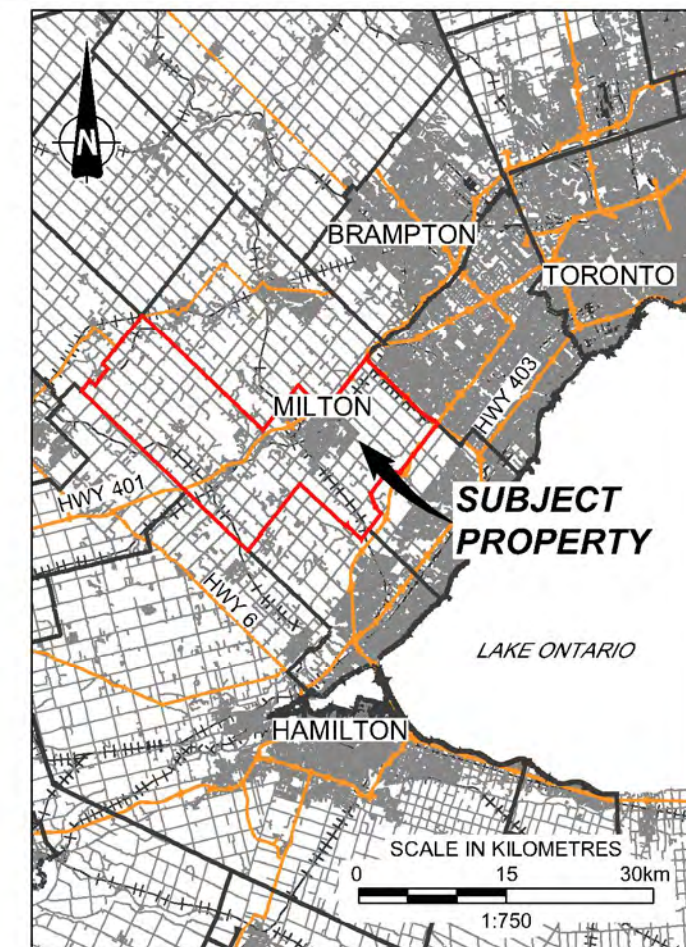 N
BRAMPTON
TORONTO
MILTON
HWY 403
HWY 401
SUBJECT
PROPERTY
HWY 6
LAKE ONTARIO
HAMILTON
SCALE IN KILOMETRES
0 15 30km
1:750